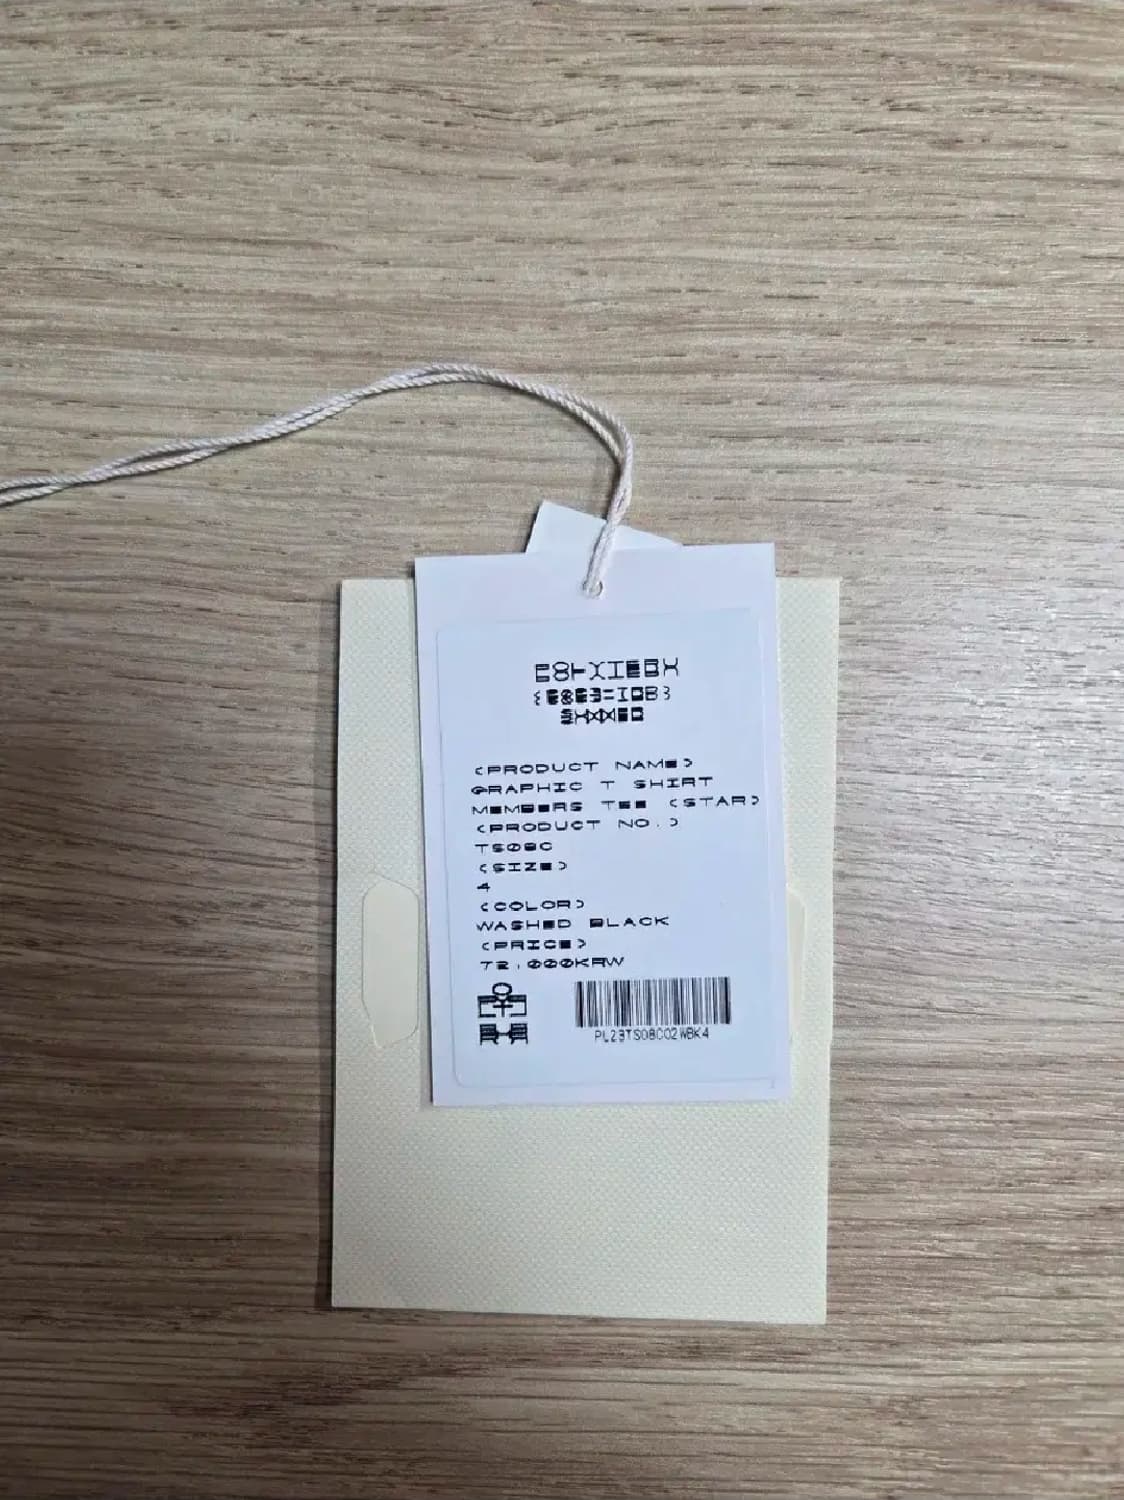 <PRODUCT NAME>
GRAPHIC T SHIRT
MEMBERS TEE <STAR>
<PRODUCT NO.>
TS08C
<SIZE>
4
<COLOR>
WASHED BLACK
<PRICE>
72,000KRW
PL23TS08C02WBK4